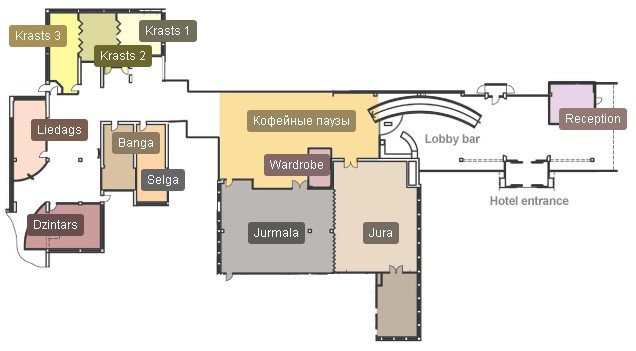 Krasts 3
Krasts 1
Krasts 2
Liedags
Banga
Selga
Dzintars
Кофейные паузы
Wardrobe
Lobby bar
Reception
Hotel entrance
Jurmala
Jura